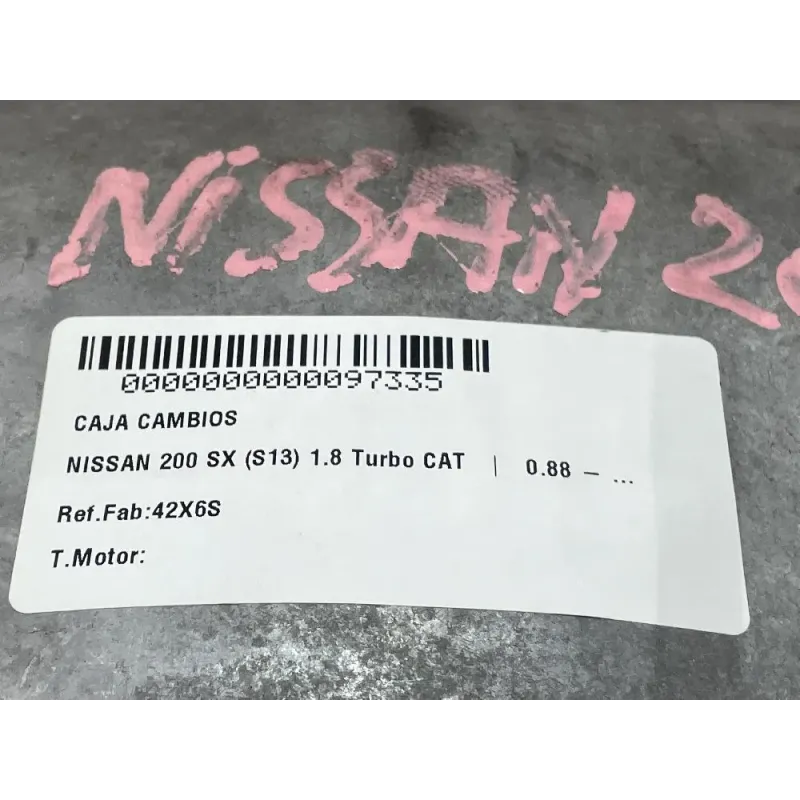 NISSAN 20
0000000000097335
CAJA CAMBIOS
NISSAN 200 SX (S13) 1.8 Turbo CAT | 0.88 – ...
Ref.Fab:42X6S
T.Motor: